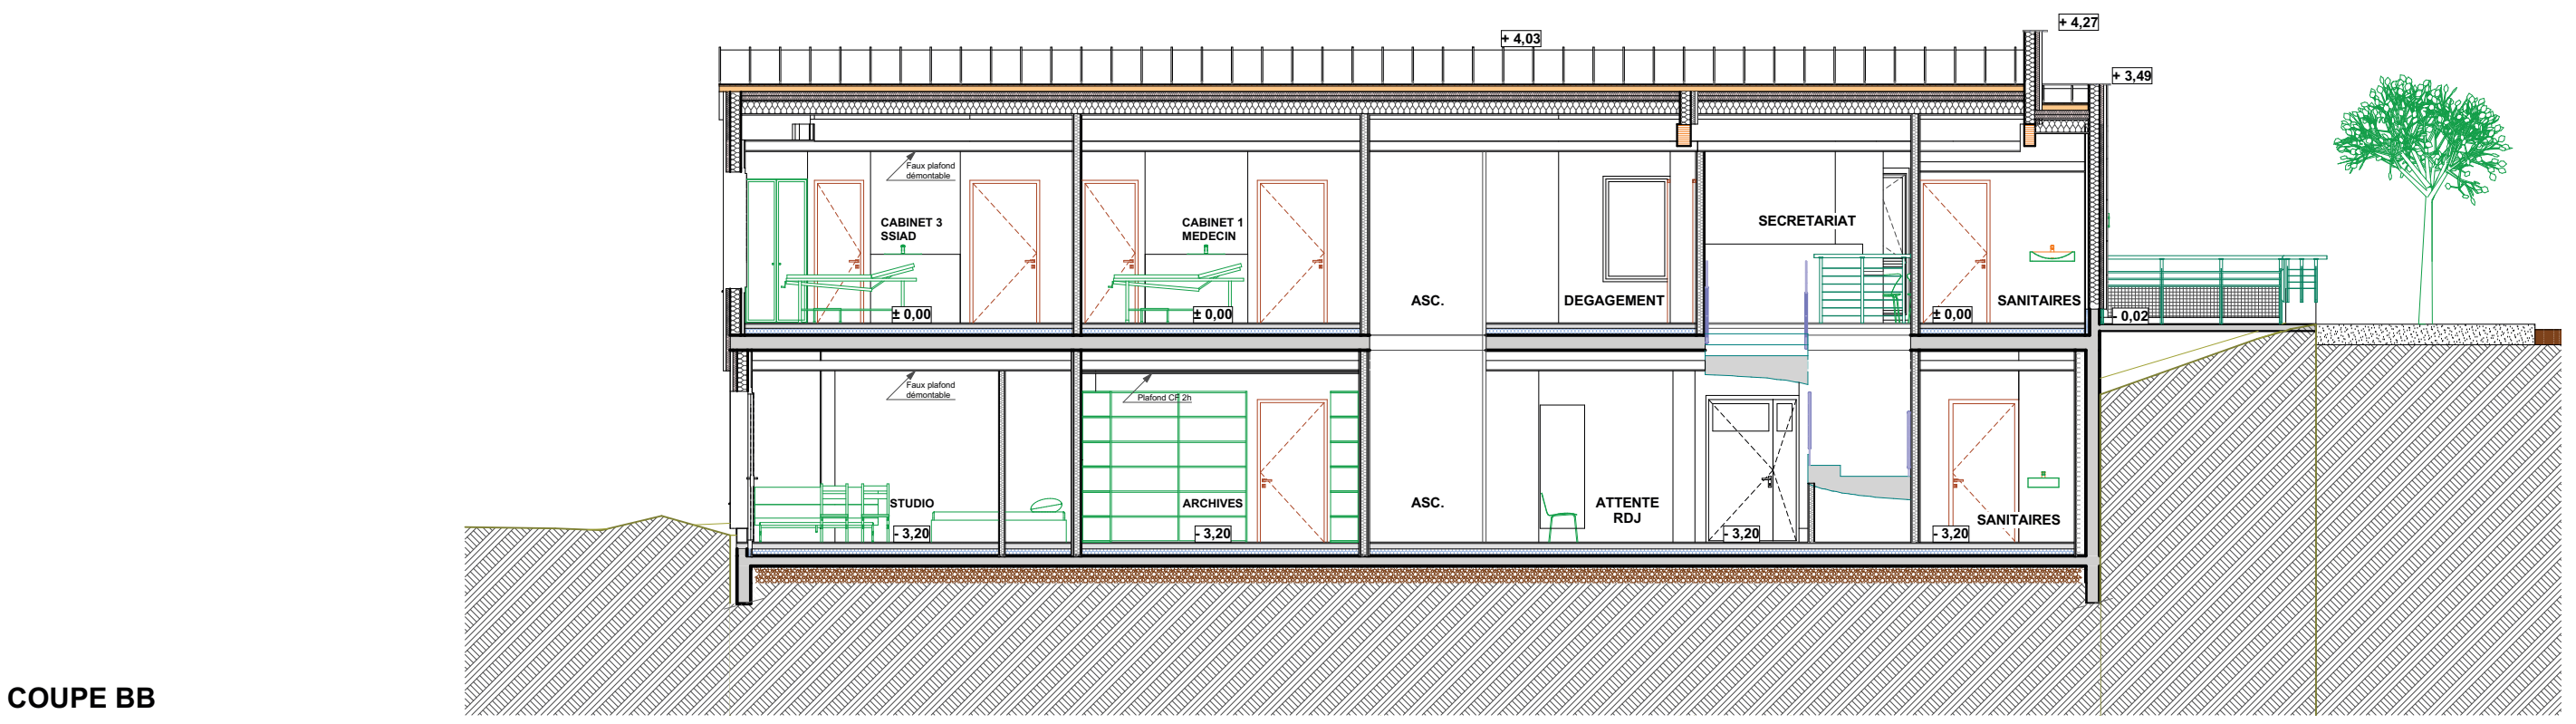 + 4,27
+ 4,03
+ 3,49
Faux plafond
démontable
CABINET 3
SSIAD
CABINET 1
MEDECIN
SECRETARIAT
ASC.
DEGAGEMENT
SANITAIRES
± 0,00
± 0,00
± 0,00
- 0,02
Faux plafond
démontable
Plafond CF 2h
STUDIO
ARCHIVES
ASC.
ATTENTE
RDJ
SANITAIRES
- 3,20
- 3,20
- 3,20
- 3,20
COUPE BB